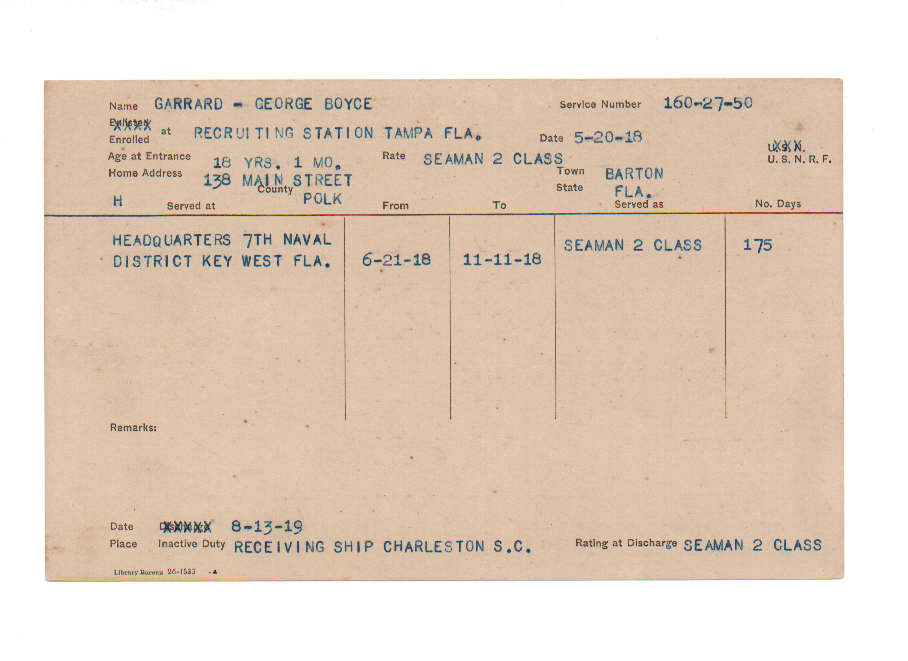 Name GARRARD - GEORGE BOYCE Service Number 160-27-50
Enlisted XXXX
Enrolled at RECRUITING STATION TAMPA FLA. Date 5-20-18 U.S.N. XXX
U.S.N.R.F.
Age at Entrance 18 YRS. 1 MO. Rate SEAMAN 2 CLASS
Home Address 138 MAIN STREET Town BARTON
County POLK State FLA.
H Served at From To Served as No. Days
HEADQUARTERS 7TH NAVAL SEAMAN 2 CLASS 175
DISTRICT KEY WEST FLA. 6-21-18 11-11-18
Remarks:
Date XXXXX 8-13-19
Place Inactive Duty RECEIVING SHIP CHARLESTON S.C. Rating at Discharge SEAMAN 2 CLASS
Library Bureau 26-1533